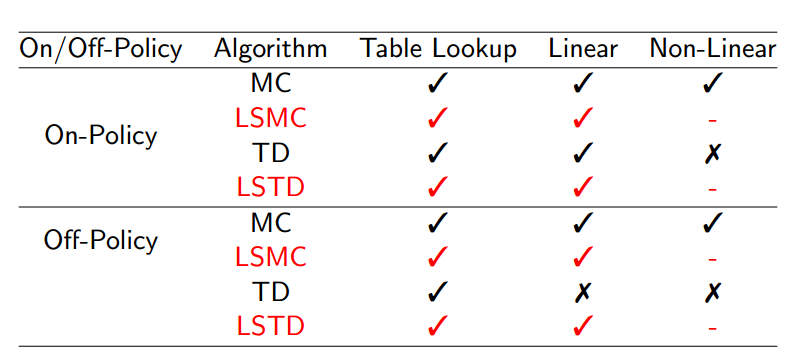 On/Off-Policy Algorithm Table Lookup Linear Non-Linear
MC ✓ ✓ ✓
LSMC ✓ ✓ -
On-Policy
TD ✓ ✓ ✗
LSTD ✓ ✓ -
MC ✓ ✓ ✓
Off-Policy
LSMC ✓ ✓ -
TD ✓ ✗ ✗
LSTD ✓ ✓ -